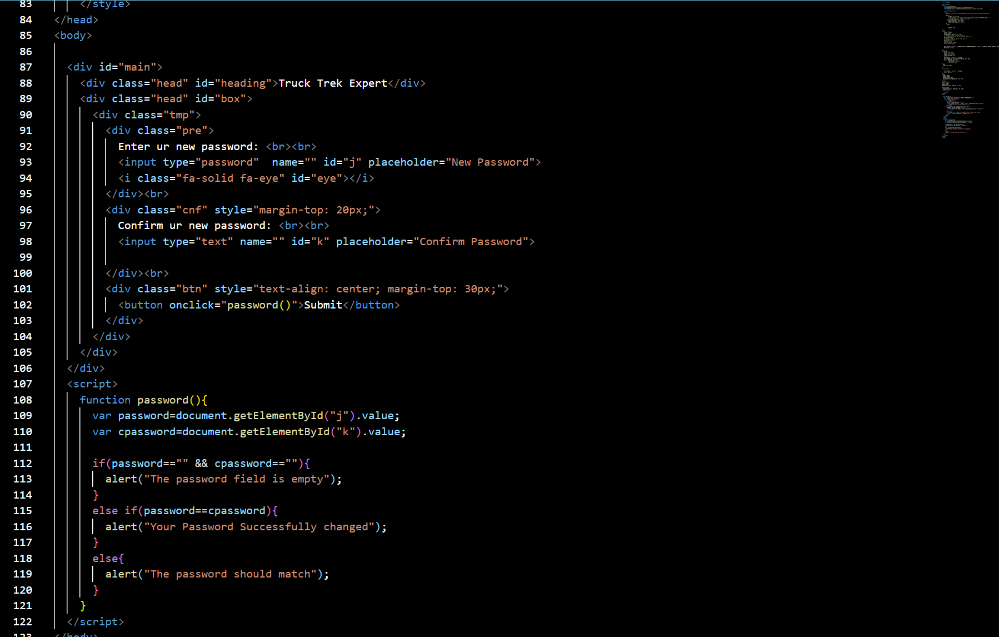 83 </style>
84 </head>
85 <body>
86
87 <div id="main">
88 <div class="head" id="heading">Truck Trek Expert</div>
89 <div class="head" id="box">
90 <div class="tmp">
91 <div class="pre">
92 Enter ur new password: <br><br>
93 <input type="password"  name="" id="j" placeholder="New Password">
94 <i class="fa-solid fa-eye" id="eye"></i>
95 </div><br>
96 <div class="cnf" style="margin-top: 20px;">
97 Confirm ur new password: <br><br>
98 <input type="text" name="" id="k" placeholder="Confirm Password">
99
100 </div><br>
101 <div class="btn" style="text-align: center; margin-top: 30px;">
102 <button onclick="password()">Submit</button>
103 </div>
104 </div>
105 </div>
106 </div>
107 <script>
108 function password(){
109 var password=document.getElementById("j").value;
110 var cpassword=document.getElementById("k").value;
111
112 if(password=="" && cpassword==""){
113 alert("The password field is empty");
114 }
115 else if(password==cpassword){
116 alert("Your Password Successfully changed");
117 }
118 else{
119 alert("The password should match");
120 }
121 }
122 </script>
123 </body>